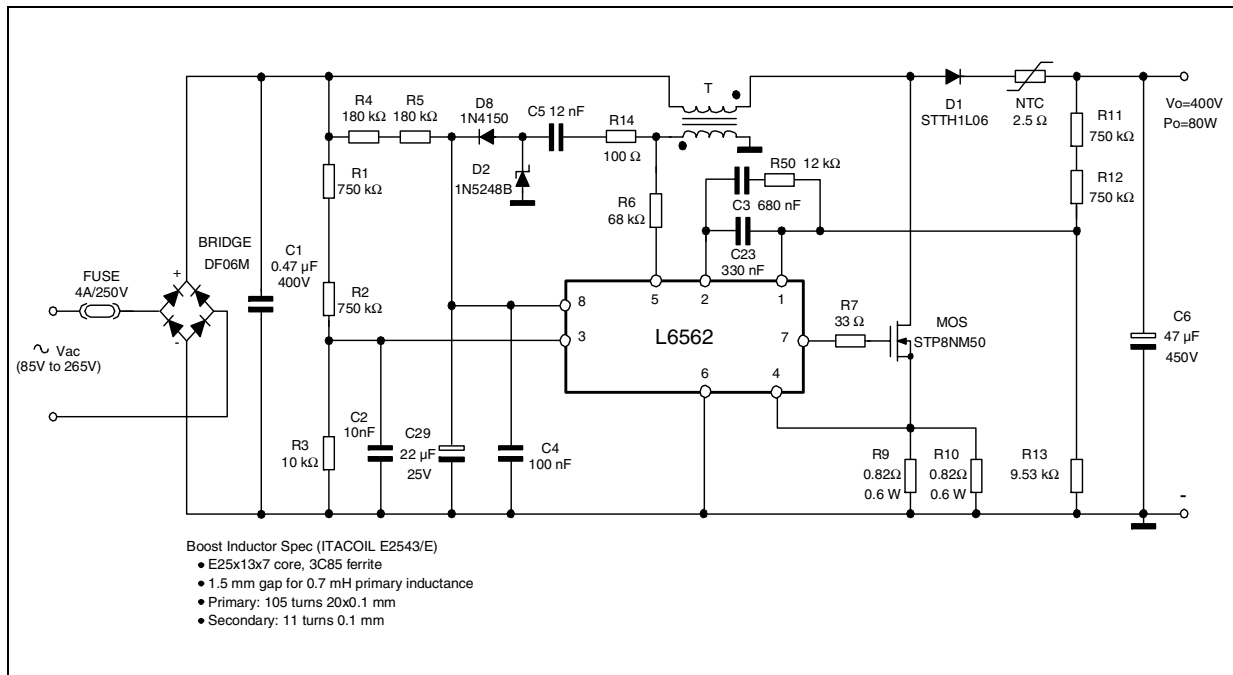 T
R4
180 kΩ
R5
180 kΩ
D8
1N4150
C5 12 nF
R14
100 Ω
D1
STTH1L06
NTC
2.5 Ω
Vo=400V
Po=80W
R11
750 kΩ
R12
750 kΩ
R1
750 kΩ
D2
1N5248B
R50 12 kΩ
C3 680 nF
R6
68 kΩ
C23
330 nF
BRIDGE
DF06M
+
-
FUSE
4A/250V
C1
0.47 µF
400V
R2
750 kΩ
8
3
5
2
1
L6562
7
6
4
R7
33 Ω
MOS
STP8NM50
C6
47 µF
450V
~ Vac
(85V to 265V)
R3
10 kΩ
C2
10nF
C29
22 µF
25V
C4
100 nF
R9
0.82Ω
0.6 W
R10
0.82Ω
0.6 W
R13
9.53 kΩ
-
Boost Inductor Spec (ITACOIL E2543/E)
• E25x13x7 core, 3C85 ferrite
• 1.5 mm gap for 0.7 mH primary inductance
• Primary: 105 turns 20x0.1 mm
• Secondary: 11 turns 0.1 mm